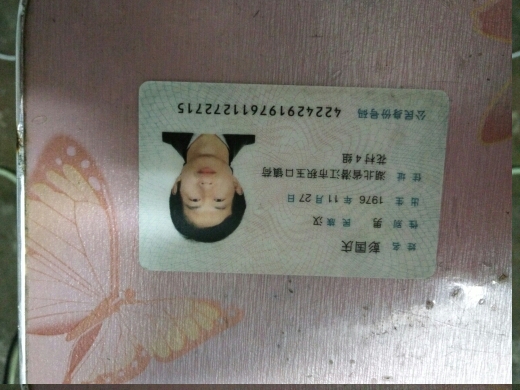 姓名 彭国庆
性别 男 民族 汉
出生 1976 年 11 月 27 日
住址 湖北省潜江市积玉口镇荷
花村4组
公民身份号码 422429197611272715